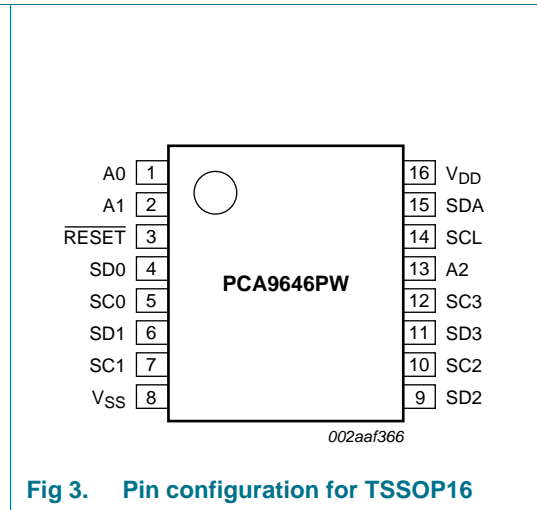 A0 1
A1 2
RESET 3
SD0 4
SC0 5
SD1 6
SC1 7
VSS 8
PCA9646PW
16 VDD
15 SDA
14 SCL
13 A2
12 SC3
11 SD3
10 SC2
9 SD2
002aaf366
Fig 3. Pin configuration for TSSOP16